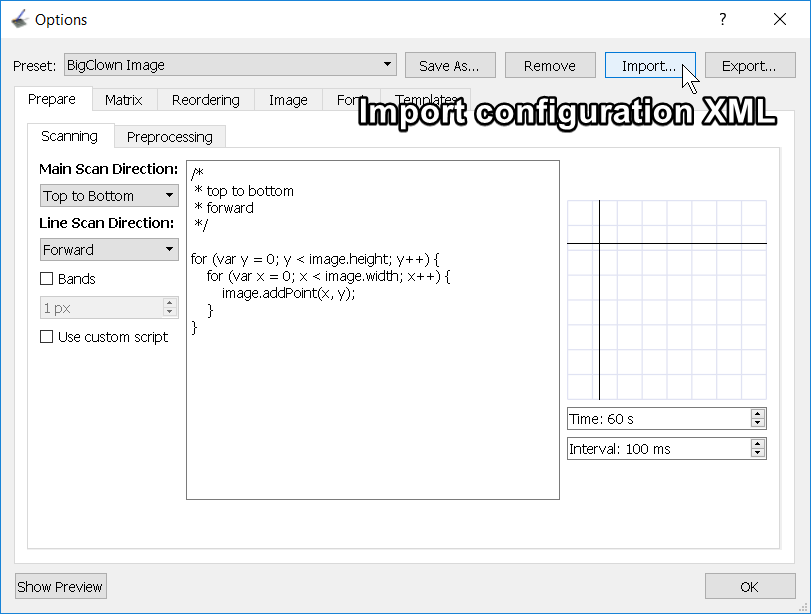 Options
?
Preset: BigClown Image Save As... Remove Import... Export...
Prepare Matrix Reordering Image Font Templates
Import configuration XML
Scanning Preprocessing
Main Scan Direction:
Top to Bottom
Line Scan Direction:
Forward
Bands
1 px
Use custom script
/*
* top to bottom
* forward
*/
for (var y = 0; y < image.height; y++) {
for (var x = 0; x < image.width; x++) {
image.addPoint(x, y);
}
}
Time: 60 s
Interval: 100 ms
Show Preview
OK